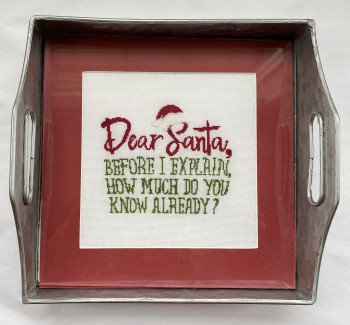 Dear Santa,
BEFORE I EXPLAIN,
HOW MUCH DO YOU
KNOW ALREADY?